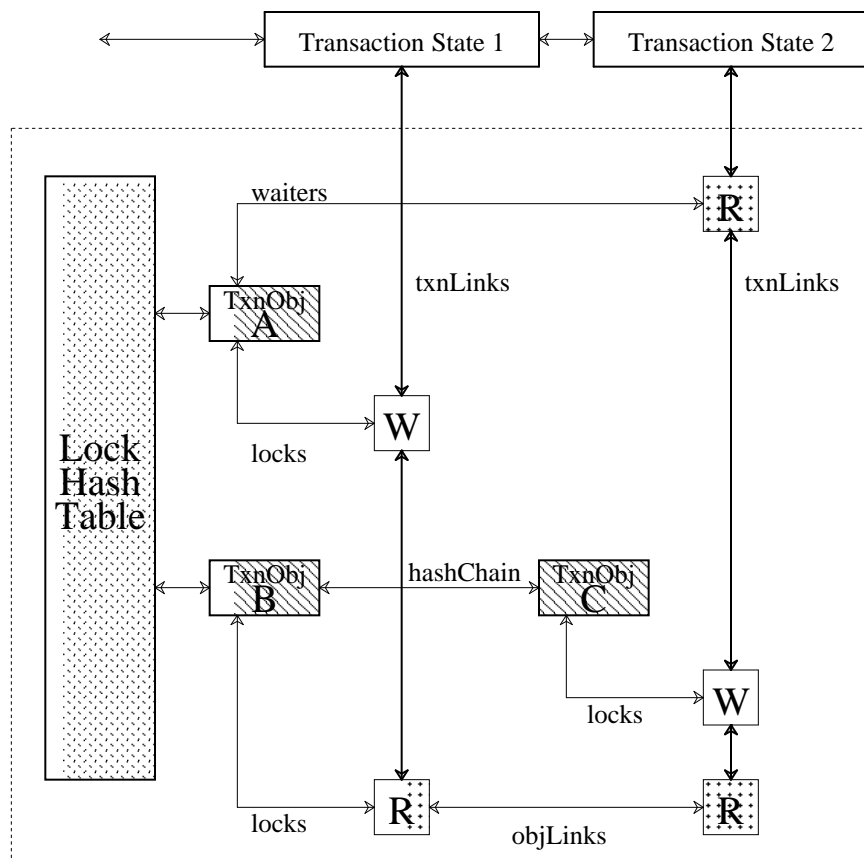 Transaction State 1
Transaction State 2
waiters
R
TxnObj
A
txnLinks
txnLinks
W
locks
Lock
Hash
Table
TxnObj
B
hashChain
TxnObj
C
locks
W
locks
R
objLinks
R